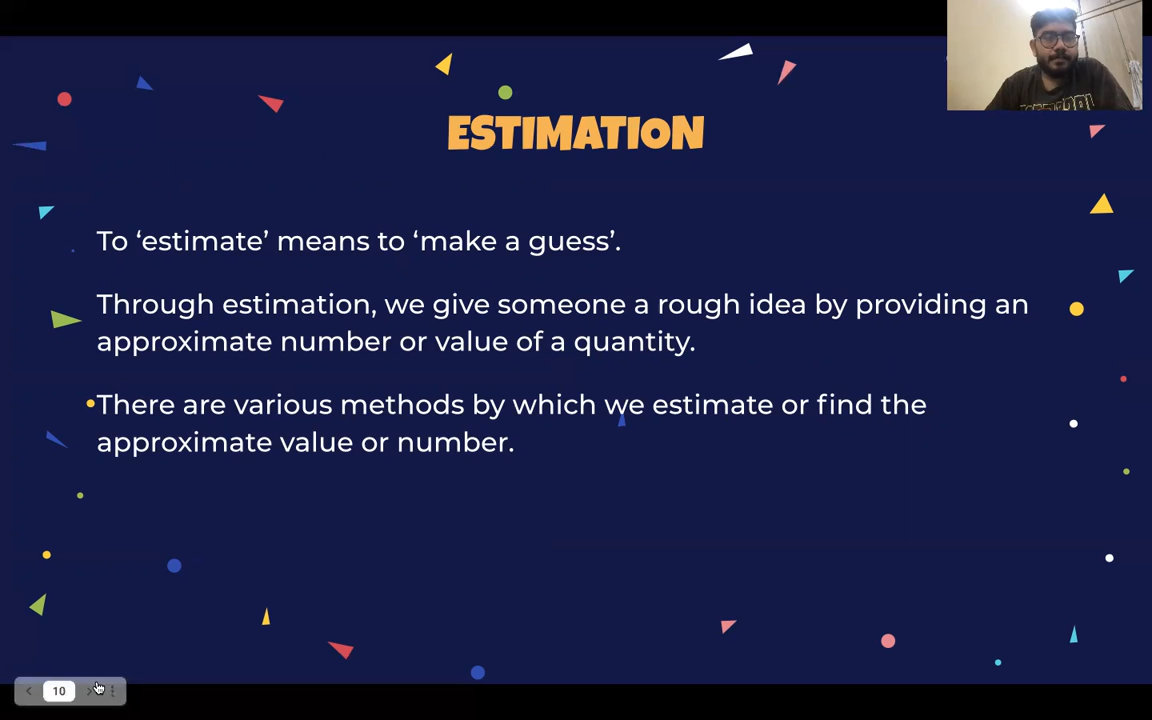 ESTIMATION
To ‘estimate’ means to ‘make a guess’.
Through estimation, we give someone a rough idea by providing an
approximate number or value of a quantity.
There are various methods by which we estimate or find the
approximate value or number.
10